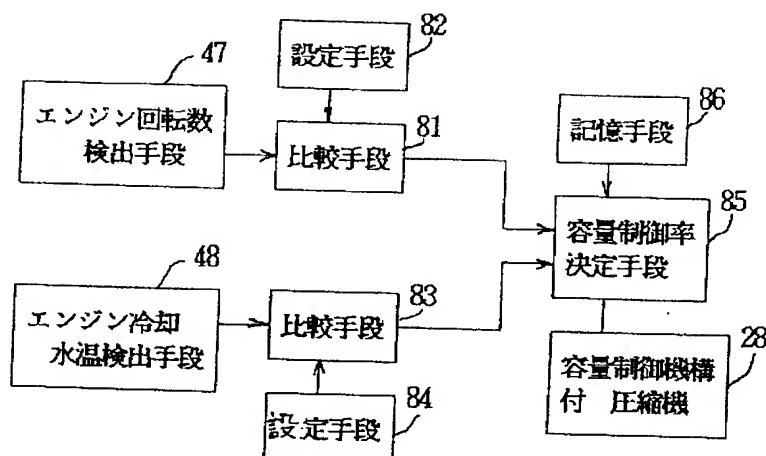 47
エンジン回転数
検出手段
82
設定手段
81
比較手段
86
記憶手段
85
容量制御率
決定手段
48
エンジン冷却
水温検出手段
83
比較手段
84
設定手段
28
容量制御機構
付 圧縮機